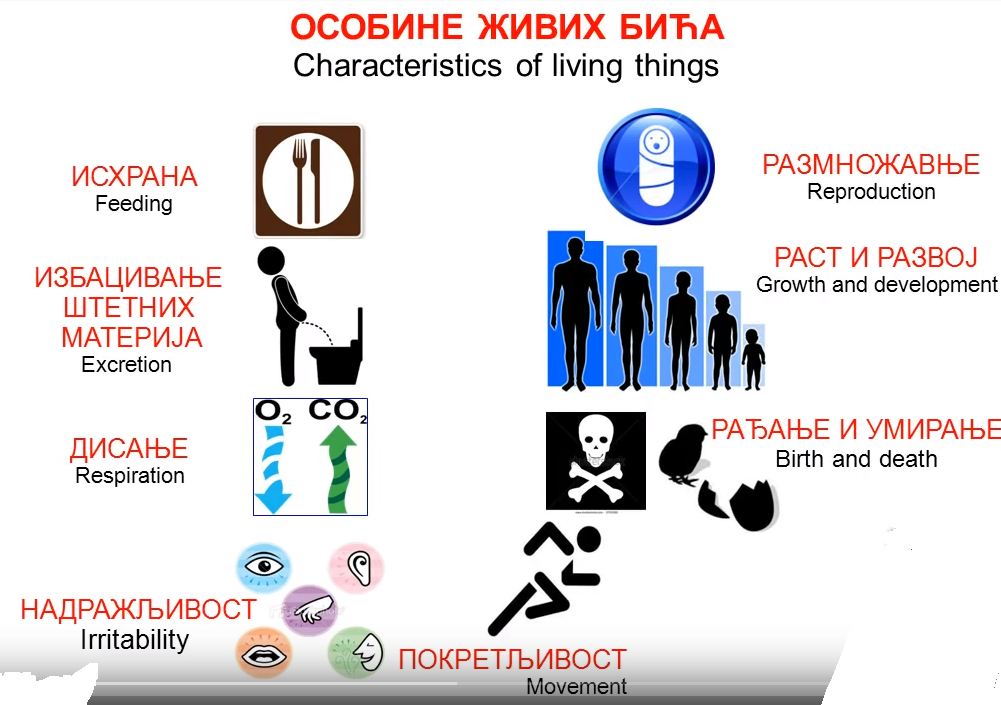 ОСОБИНЕ ЖИВИХ БИЋА
Characteristics of living things
ИСХРАНА
Feeding
ИЗБАЦИВАЊЕ
ШТЕТНИХ
МАТЕРИЈА
Excretion
O₂ CO₂
ДИСАЊЕ
Respiration
НАДРАЖЉИВОСТ
Irritability
РАЗМНОЖАВЊЕ
Reproduction
РАСТ И РАЗВОЈ
Growth and development
РАЂАЊЕ И УМИРАЊЕ
Birth and death
ПОКРЕТЉИВОСТ
Movement